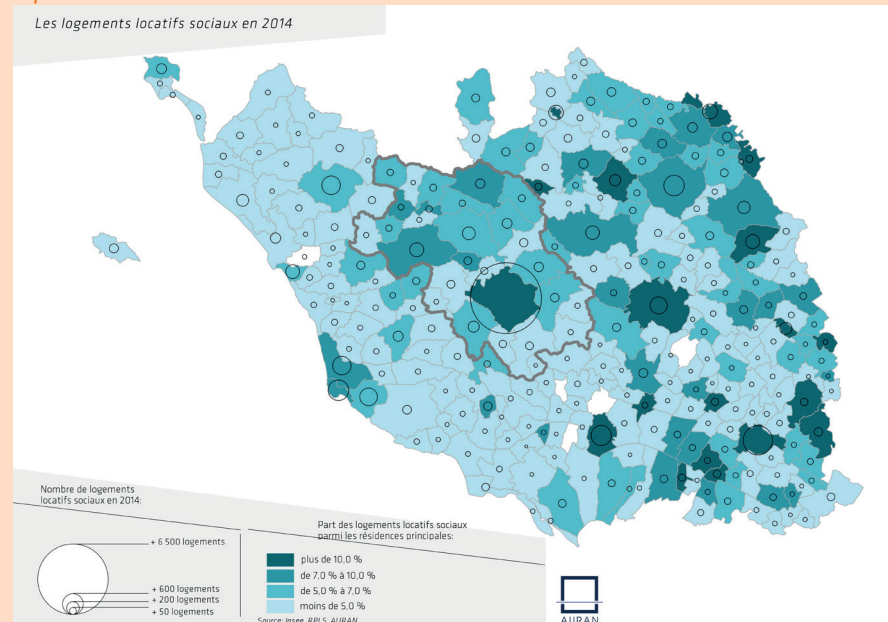 Les logements locatifs sociaux en 2014
Nombre de logements
locatifs sociaux en 2014:
+ 6 500 logements
+ 600 logements
+ 200 logements
+ 50 logements
Part des logements locatifs sociaux
parmi les résidences principales:
plus de 10,0 %
de 7,0 % à 10,0 %
de 5,0 % à 7,0 %
moins de 5,0 %
Source: Insee, RPLS, AURAN
AURAN